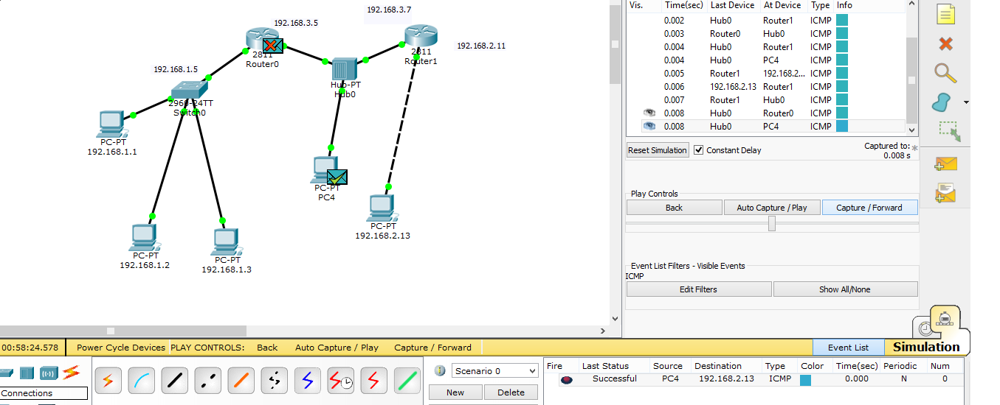 192.168.3.7
192.168.3.5
2811
Router0
2811
Router1
192.168.2.11
192.168.1.5
Hub-PT
Hub0
2960-24TT
Switch0
PC-PT
192.168.1.1
PC-PT
PC4
PC-PT
192.168.2.13
PC-PT
192.168.1.2
PC-PT
192.168.1.3
Vis. Time(sec) Last Device At Device Type Info
0.002 Hub0 Router1 ICMP
0.003 Router0 Hub0 ICMP
0.004 Hub0 Router1 ICMP
0.004 Hub0 PC4 ICMP
0.005 Router1 192.168.2... ICMP
0.006 192.168.2.13 Router1 ICMP
0.007 Router1 Hub0 ICMP
0.008 Hub0 Router0 ICMP
0.008 Hub0 PC4 ICMP
Reset Simulation Constant Delay Captured to: *
0.008 s
Play Controls
Back Auto Capture / Play Capture / Forward
Event List Filters - Visible Events
ICMP
Edit Filters Show All/None
00:58:24.578 Power Cycle Devices PLAY CONTROLS: Back Auto Capture / Play Capture / Forward Event List Simulation
Connections
Scenario 0
New Delete
Fire Last Status Source Destination Type Color Time(sec) Periodic Num
Successful PC4 192.168.2.13 ICMP 0.000 N 0